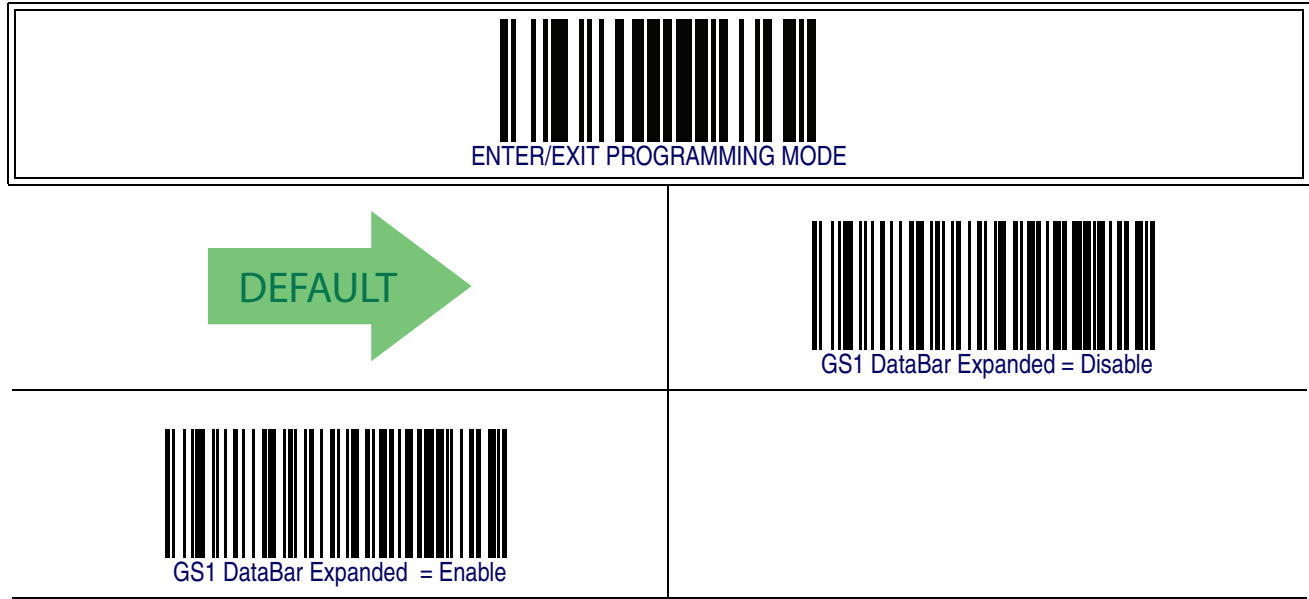 ENTER/EXIT PROGRAMMING MODE
DEFAULT
GS1 DataBar Expanded = Disable
GS1 DataBar Expanded = Enable